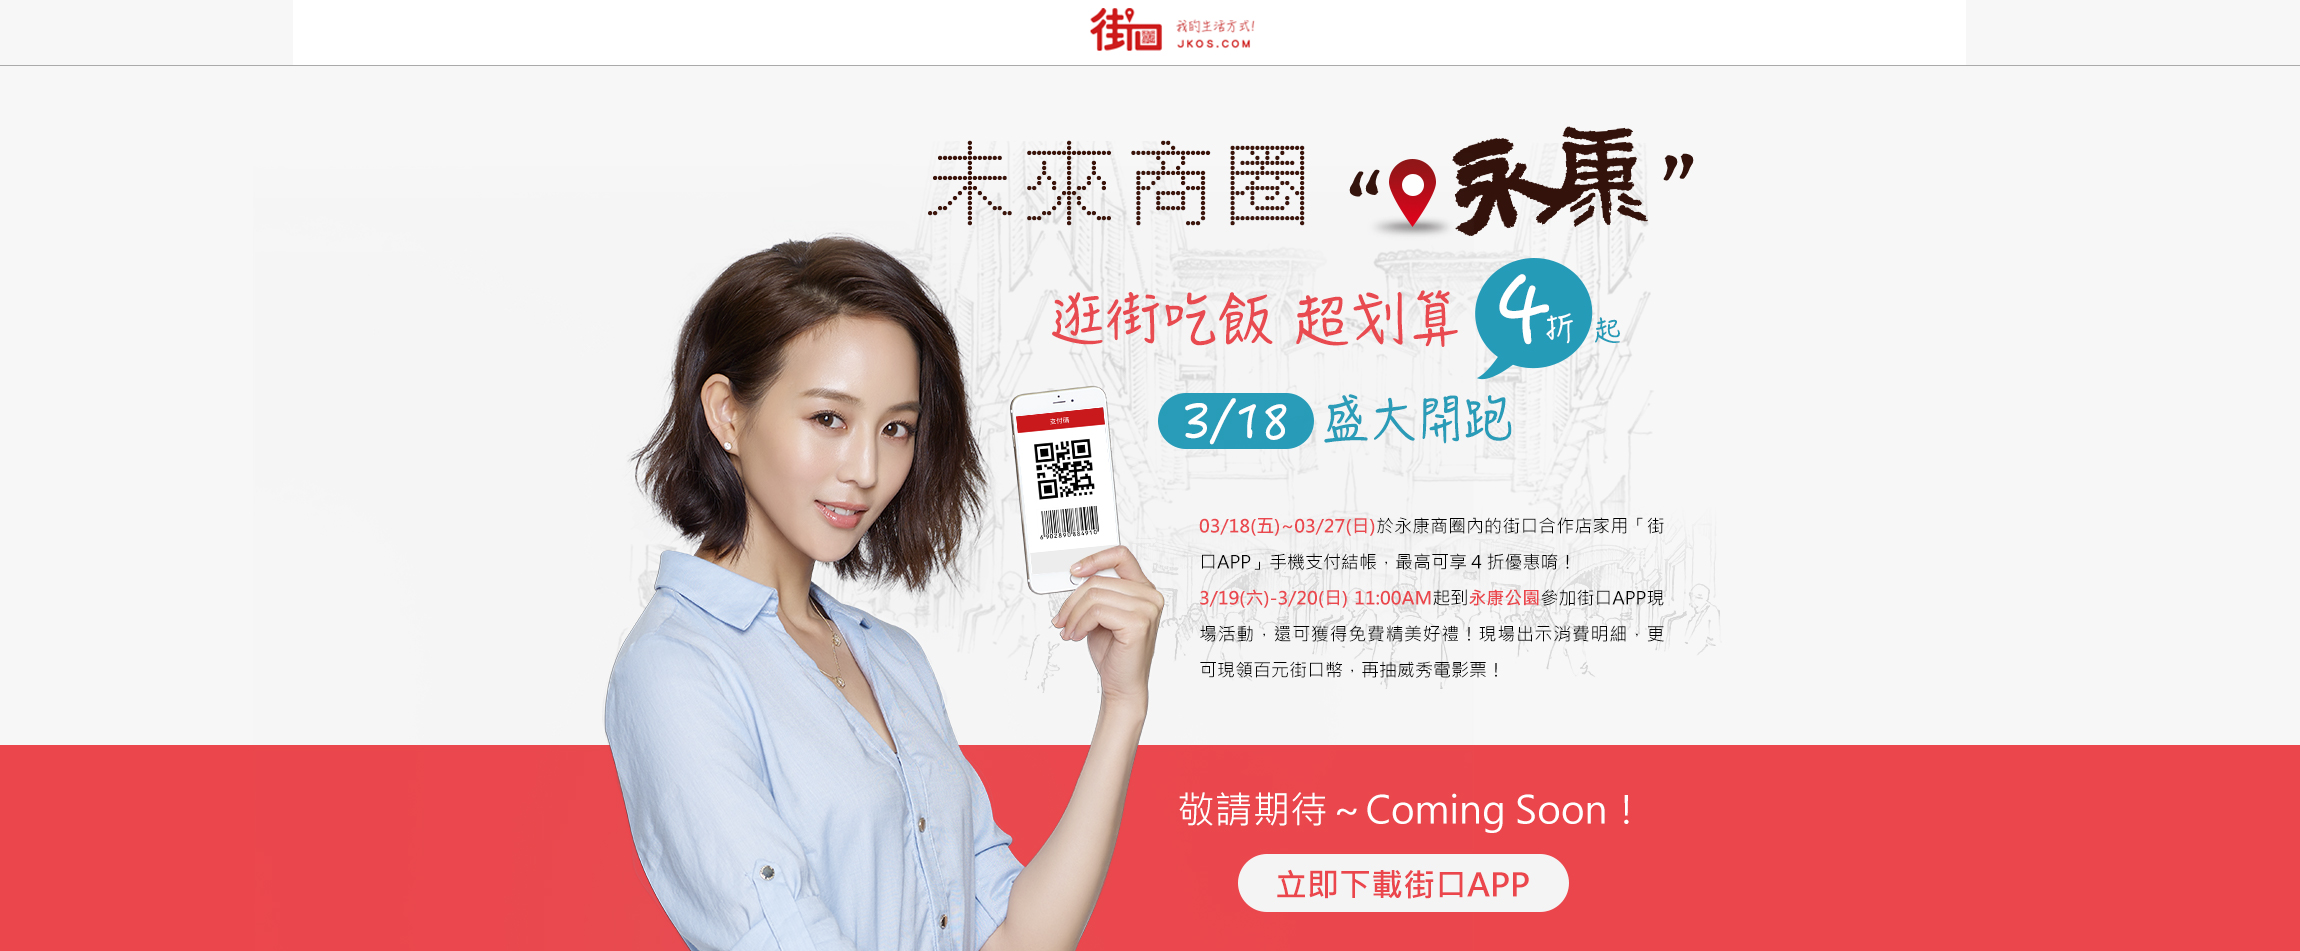 街口
我的生活方式!
JKOS.COM
未來商圈 “永康”
逛街吃飯 超划算 4折起
3/18 盛大開跑
支付碼
03/18(五)~03/27(日)於永康商圈內的街口合作店家用「街
口APP」手機支付結帳，最高可享 4 折優惠唷！
3/19(六)-3/20(日) 11:00AM起到永康公園參加街口APP現
場活動，還可獲得免費精美好禮！現場出示消費明細，更
可現領百元街口幣，再抽威秀電影票！
敬請期待～Coming Soon！
立即下載街口APP